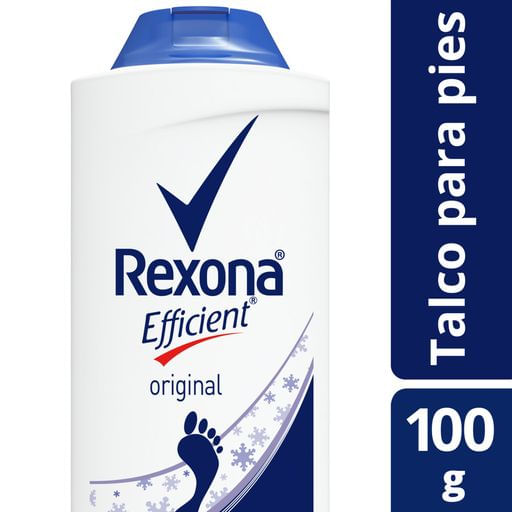 Rexona®
Efficient®
original
Talco para pies
100
g